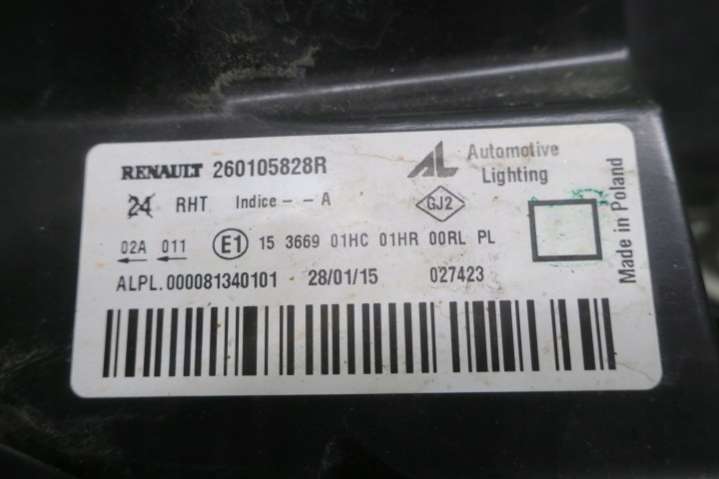 RENAULT 260105828R
AL Automotive
Lighting
24 RHT Indice - - A
GJ2
02A 011
E1 15 3669 01HC 01HR 00RL PL
ALPL.000081340101 28/01/15 027423
Made in Poland